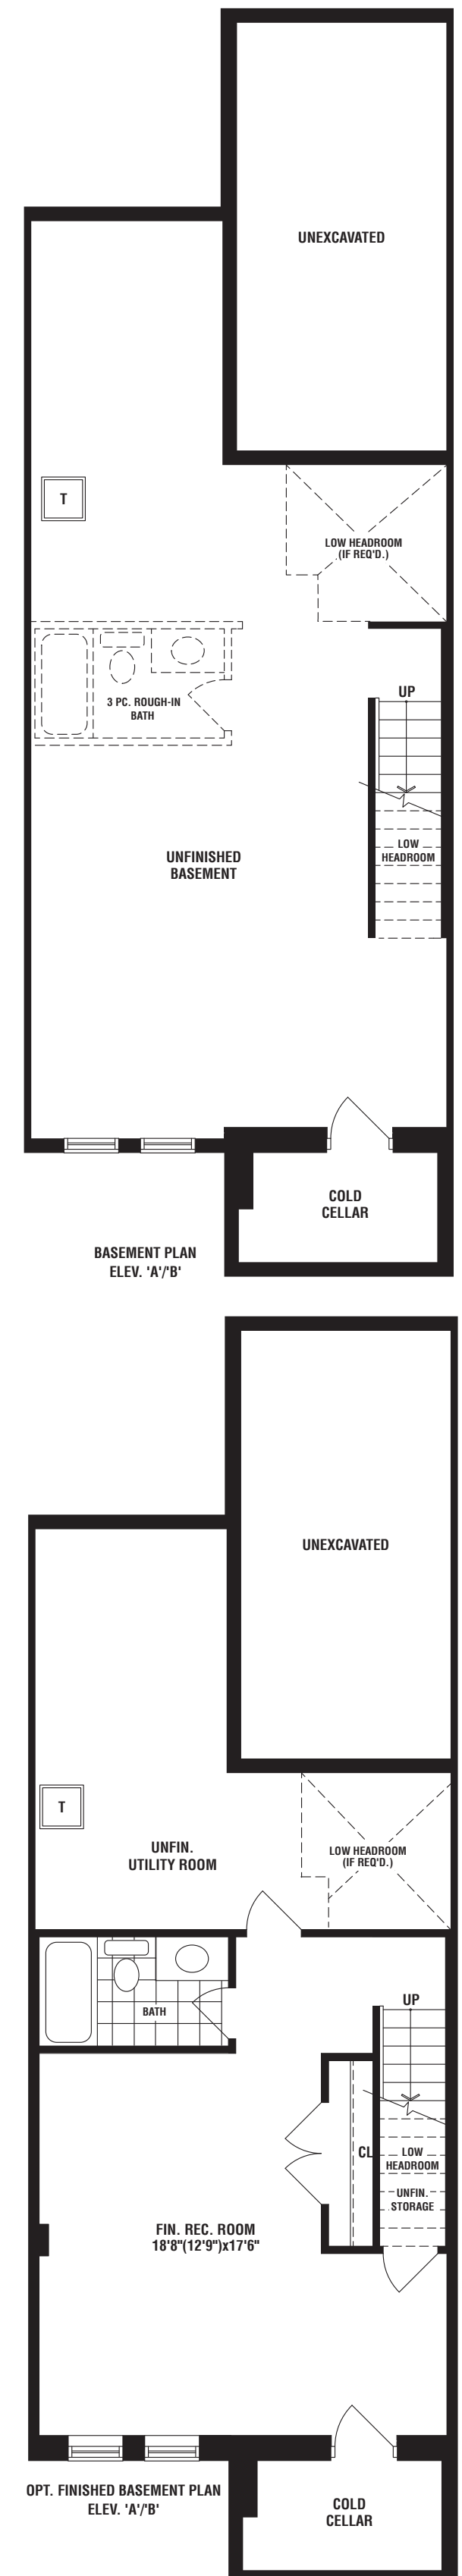 UNEXCAVATED
T
LOW HEADROOM
(IF REQ'D.)
3 PC. ROUGH-IN
BATH
UP
UNFINISHED
BASEMENT
LOW
HEADROOM
COLD
CELLAR
BASEMENT PLAN
ELEV. 'A'/'B'
UNEXCAVATED
T
UNFIN.
UTILITY ROOM
LOW HEADROOM
(IF REQ'D.)
BATH
UP
CL
LOW
HEADROOM
UNFIN.
STORAGE
FIN. REC. ROOM
18'8"(12'9")x17'6"
OPT. FINISHED BASEMENT PLAN
ELEV. 'A'/'B'
COLD
CELLAR